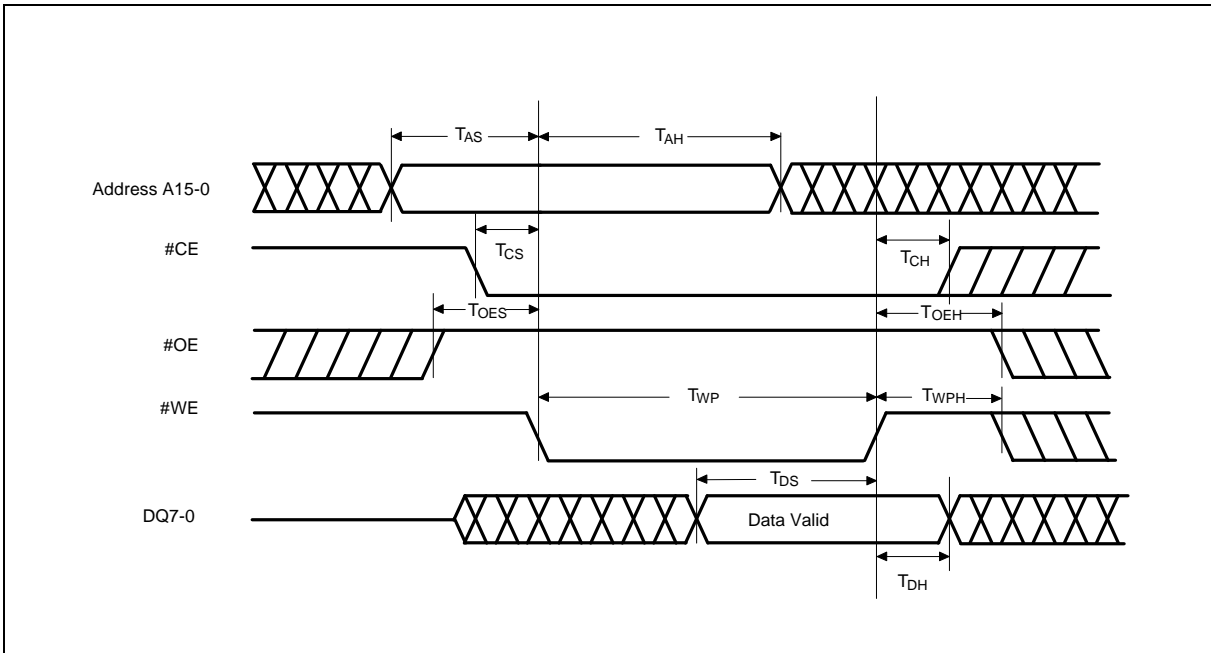 TAS
TAH
Address A15-0
TCS
TCH
#CE
TOES
TOEH
#OE
TWP
TWPH
#WE
TDS
DQ7-0
Data Valid
TDH